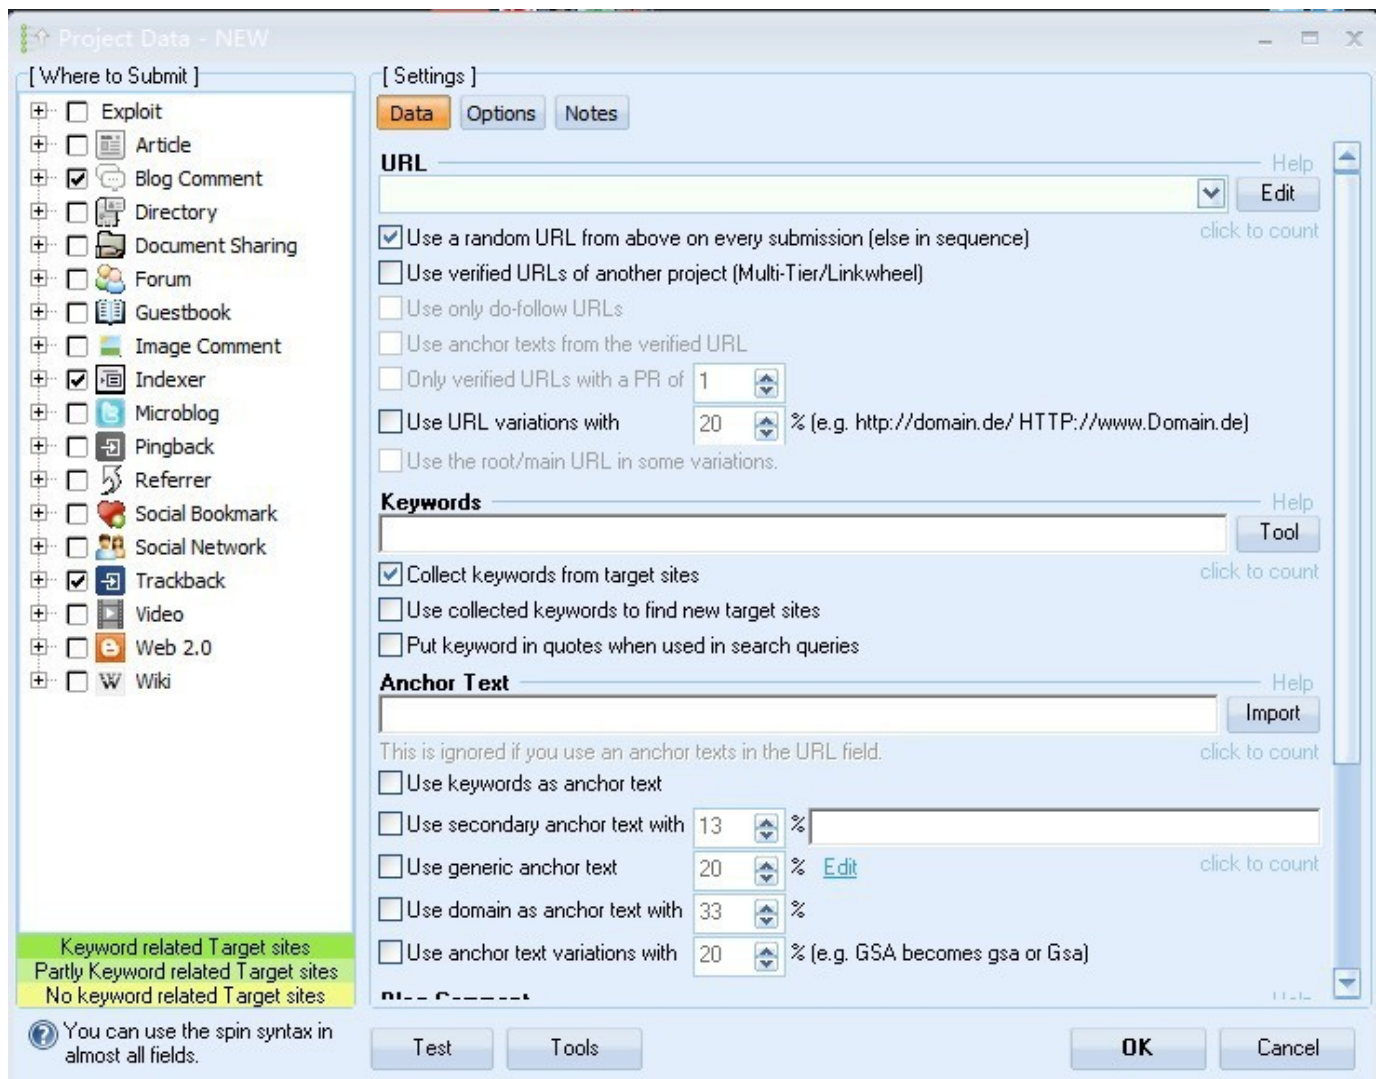 Project Data - NEW
[ Where to Submit ]
Exploit
Article
Blog Comment
Directory
Document Sharing
Forum
Guestbook
Image Comment
Indexer
Microblog
Pingback
Referrer
Social Bookmark
Social Network
Trackback
Video
Web 2.0
Wiki
Keyword related Target sites
Partly Keyword related Target sites
No keyword related Target sites
You can use the spin syntax in
almost all fields.
[ Settings ]
Data Options Notes
URL Help
Edit
Use a random URL from above on every submission (else in sequence) click to count
Use verified URLs of another project (Multi-Tier/Linkwheel)
Use only do-follow URLs
Use anchor texts from the verified URL
Only verified URLs with a PR of 1
Use URL variations with 20 % (e.g. http://domain.de/ HTTP://www.Domain.de)
Use the root/main URL in some variations.
Keywords Help
Tool
Collect keywords from target sites click to count
Use collected keywords to find new target sites
Put keyword in quotes when used in search queries
Anchor Text Help
Import
This is ignored if you use an anchor texts in the URL field. click to count
Use keywords as anchor text
Use secondary anchor text with 13 %
Use generic anchor text 20 % Edit click to count
Use domain as anchor text with 33 %
Use anchor text variations with 20 % (e.g. GSA becomes gsa or Gsa)
Blog Comment Help
Test Tools OK Cancel